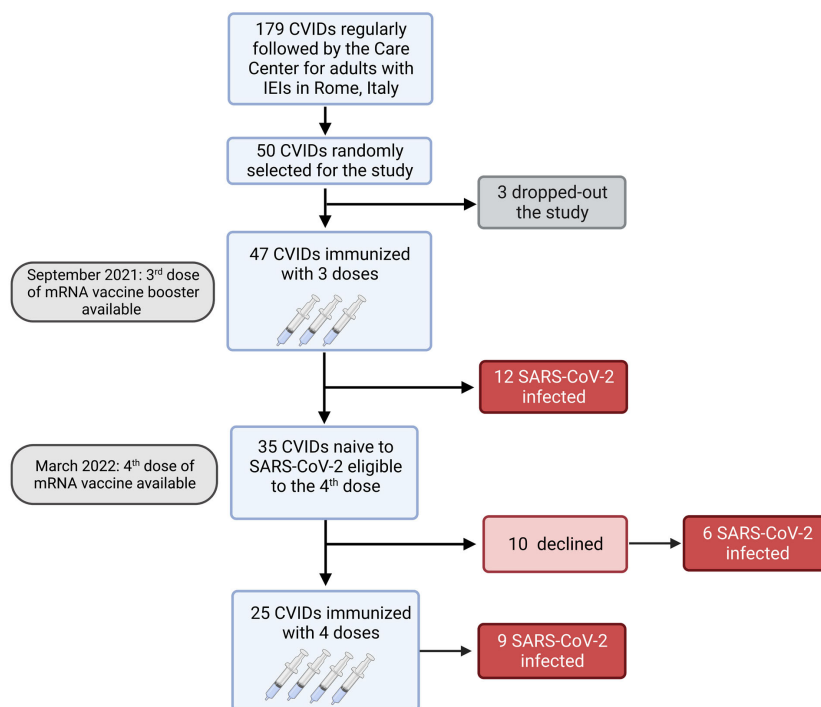 179 CVIDs regularly
followed by the Care
Center for adults with
IEIs in Rome, Italy
50 CVIDs randomly
selected for the study
3 dropped-out
the study
47 CVIDs immunized
with 3 doses
September 2021: 3rd dose
of mRNA vaccine booster
available
12 SARS-CoV-2
infected
35 CVIDs naive to
SARS-CoV-2 eligible
to the 4th dose
March 2022: 4th dose of
mRNA vaccine available
10 declined
6 SARS-CoV-2
infected
25 CVIDs immunized
with 4 doses
9 SARS-CoV-2
infected